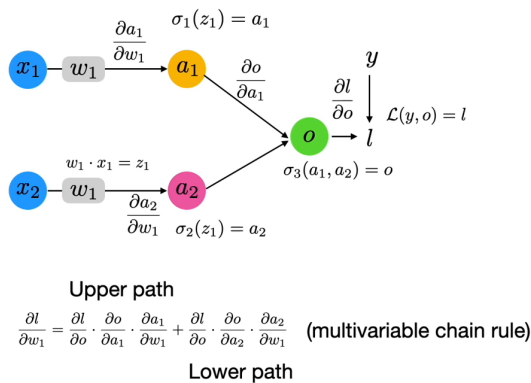 σ₁(z₁) = a₁
∂a₁/∂w₁
x₁
w₁
a₁
∂o/∂a₁
y
∂l/∂o
ℒ(y, o) = l
o
l
w₁ · x₁ = z₁
σ₃(a₁, a₂) = o
x₂
w₁
a₂
∂a₂/∂w₁
σ₂(z₁) = a₂
Upper path
∂l/∂w₁ = ∂l/∂o · ∂o/∂a₁ · ∂a₁/∂w₁ + ∂l/∂o · ∂o/∂a₂ · ∂a₂/∂w₁ (multivariable chain rule)
Lower path